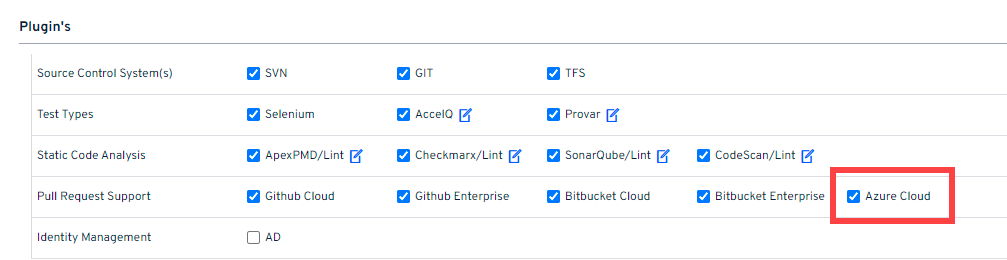 Plugin's
Source Control System(s) SVN GIT TFS
Test Types Selenium AccelQ Provar
Static Code Analysis ApexPMD/Lint Checkmarx/Lint SonarQube/Lint CodeScan/Lint
Pull Request Support Github Cloud Github Enterprise Bitbucket Cloud Bitbucket Enterprise Azure Cloud
Identity Management AD